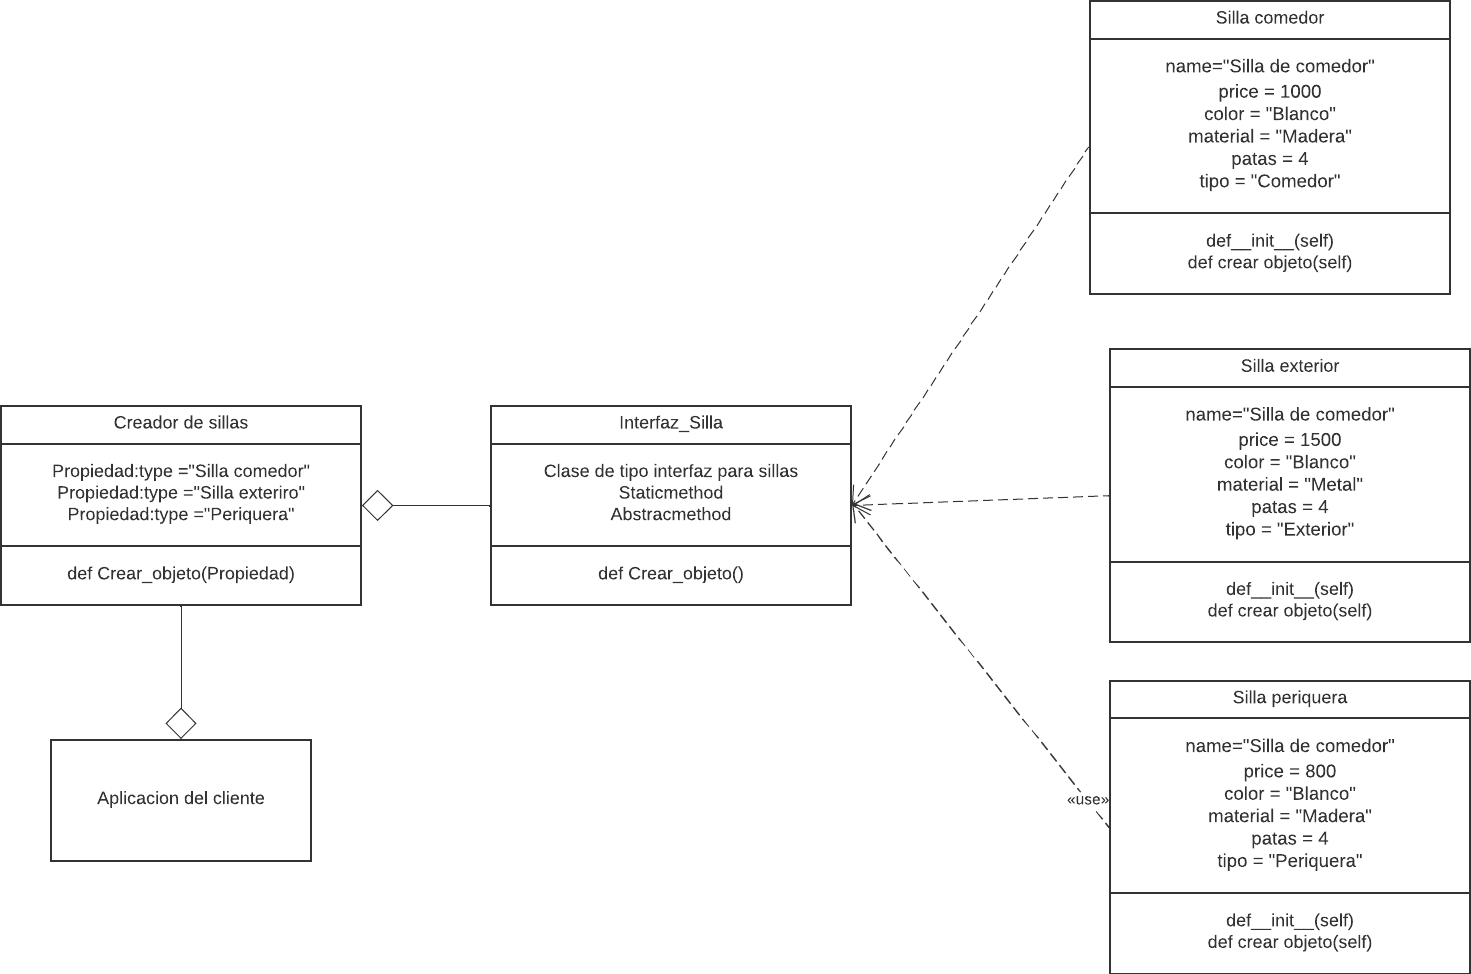 Silla comedor
name="Silla de comedor"
price = 1000
color = "Blanco"
material = "Madera"
patas = 4
tipo = "Comedor"
def__init__(self)
def crear objeto(self)
Silla exterior
name="Silla de comedor"
price = 1500
color = "Blanco"
material = "Metal"
patas = 4
tipo = "Exterior"
def__init__(self)
def crear objeto(self)
Creador de sillas
Propiedad:type ="Silla comedor"
Propiedad:type ="Silla exteriro"
Propiedad:type ="Periquera"
def Crear_objeto(Propiedad)
Interfaz_Silla
Clase de tipo interfaz para sillas
Staticmethod
Abstracmethod
def Crear_objeto()
Silla periquera
name="Silla de comedor"
price = 800
color = "Blanco"
material = "Madera"
patas = 4
tipo = "Periquera"
def__init__(self)
def crear objeto(self)
«use»
Aplicacion del cliente